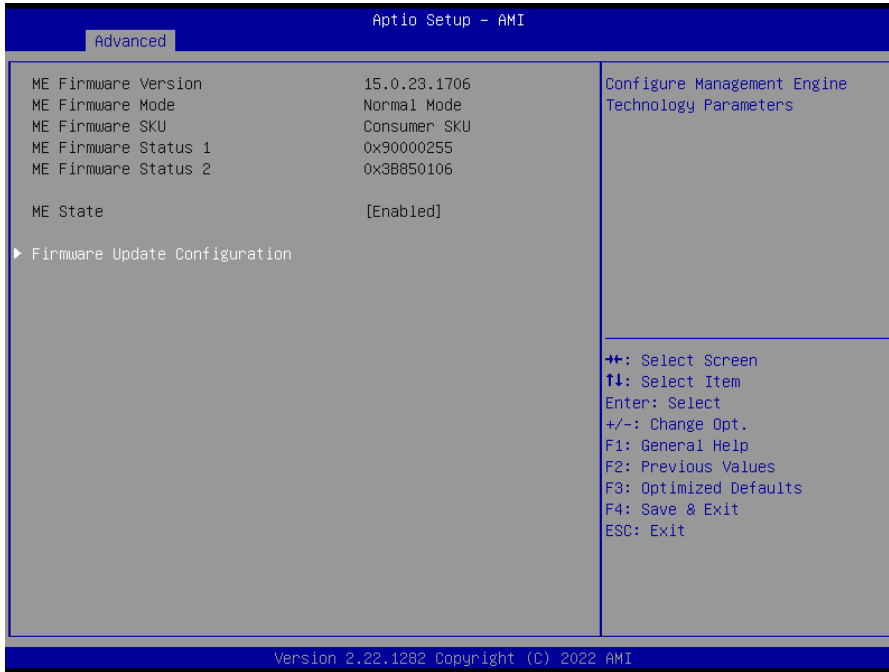 Aptio Setup – AMI
Advanced
ME Firmware Version 15.0.23.1706
ME Firmware Mode Normal Mode
ME Firmware SKU Consumer SKU
ME Firmware Status 1 0x90000255
ME Firmware Status 2 0x3B850106
ME State [Enabled]
▶ Firmware Update Configuration
Configure Management Engine
Technology Parameters
→←: Select Screen
↑↓: Select Item
Enter: Select
+/-: Change Opt.
F1: General Help
F2: Previous Values
F3: Optimized Defaults
F4: Save & Exit
ESC: Exit
Version 2.22.1282 Copyright (C) 2022 AMI